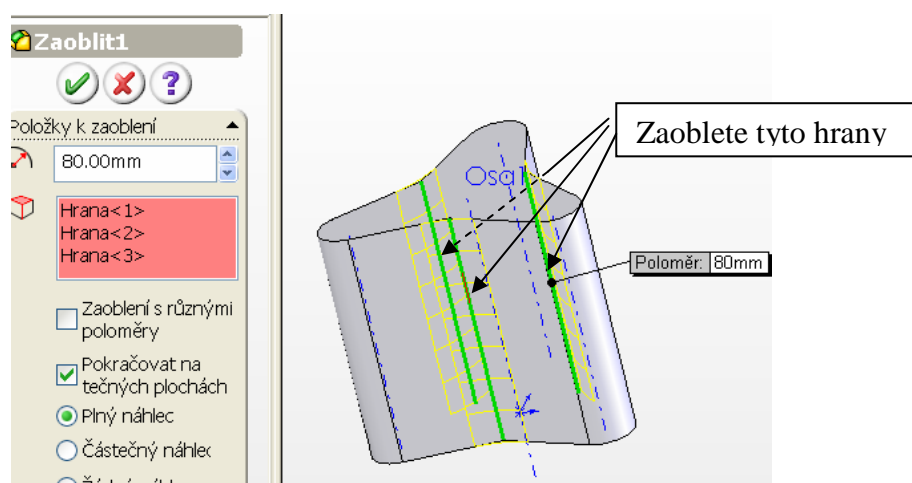 Zaoblit1
?
Položky k zaoblení
80.00mm
Hrana<1>
Hrana<2>
Hrana<3>
Zaoblení s různými
poloměry
Pokračovat na
tečných plochách
Plný náhled
Částečný náhled
Zaoblete tyto hrany
Osa1
Poloměr: 80mm